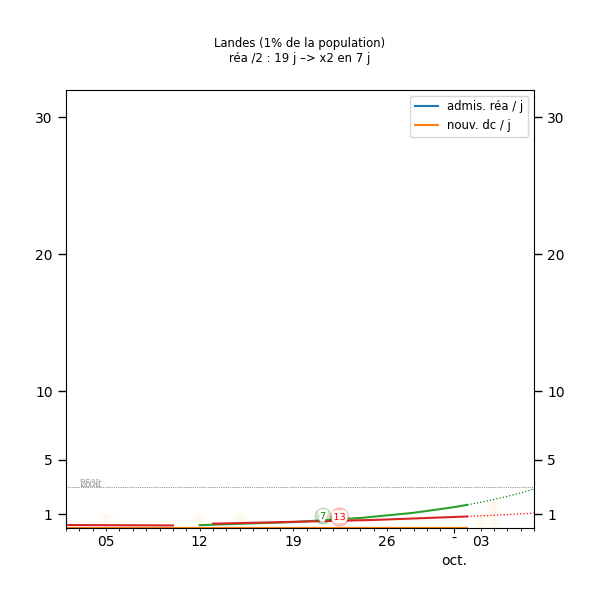 Landes (1% de la population)
réa /2 : 19 j –> x2 en 7 j
admis. réa / j
nouv. dc / j
30 30
20 20
10 10
5 5
1 1
7 13
05 12 19 26 - 03
oct.